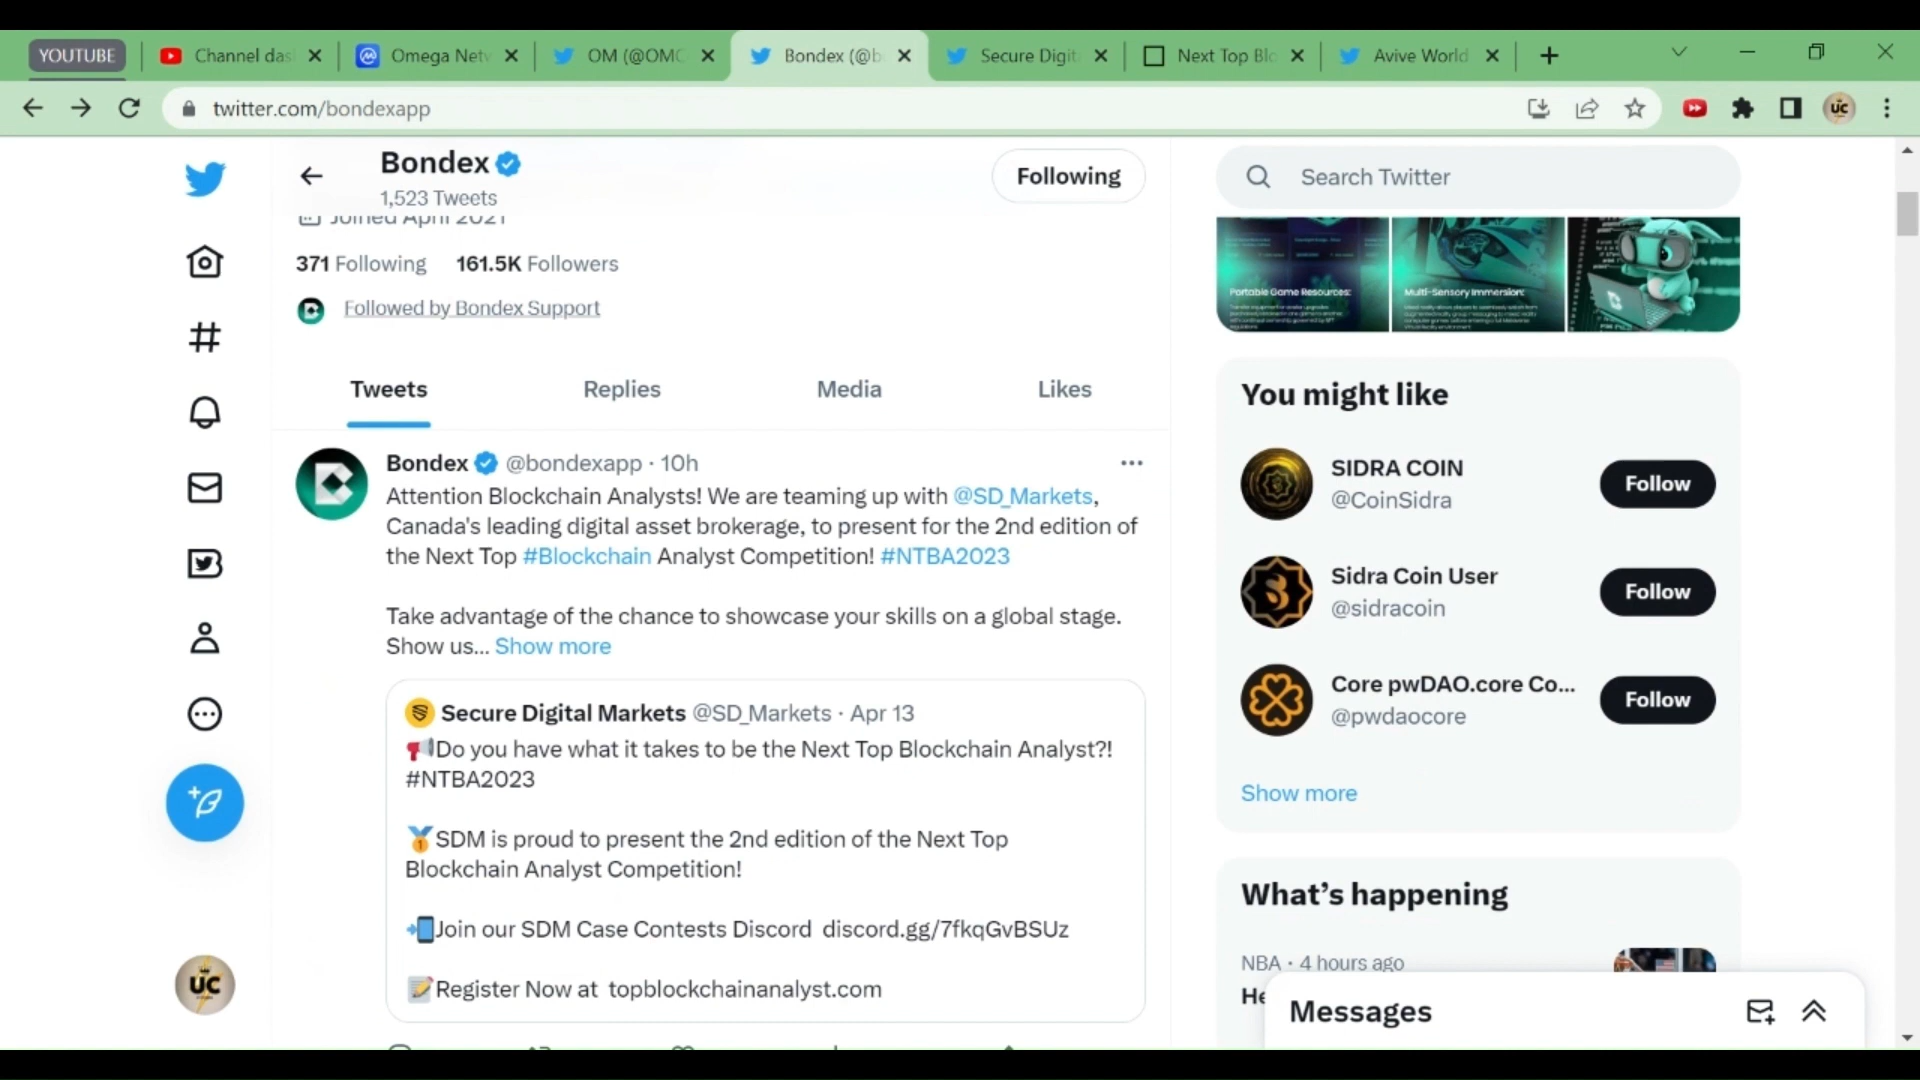 YOUTUBE
Channel das
Omega Netw
OM (@OMC
Bondex (@b
Secure Digit
Next Top Blo
Avive World
twitter.com/bondexapp
UC
Bondex
1,523 Tweets
Joined April 2021
Following
Search Twitter
371 Following 161.5K Followers
Followed by Bondex Support
Portable Game Resources:
Multi-Sensory Immersion:
Tweets
Replies
Media
Likes
You might like
SIDRA COIN
@CoinSidra
Follow
Sidra Coin User
@sidracoin
Follow
Core pwDAO.core Co...
@pwdaocore
Follow
Show more
Bondex @bondexapp · 10h
Attention Blockchain Analysts! We are teaming up with @SD_Markets,
Canada's leading digital asset brokerage, to present for the 2nd edition of
the Next Top #Blockchain Analyst Competition! #NTBA2023
Take advantage of the chance to showcase your skills on a global stage.
Show us... Show more
Secure Digital Markets @SD_Markets · Apr 13
Do you have what it takes to be the Next Top Blockchain Analyst?!
#NTBA2023
SDM is proud to present the 2nd edition of the Next Top
Blockchain Analyst Competition!
Join our SDM Case Contests Discord discord.gg/7fkqGvBSUz
Register Now at topblockchainanalyst.com
What's happening
NBA · 4 hours ago
He
Messages
UC